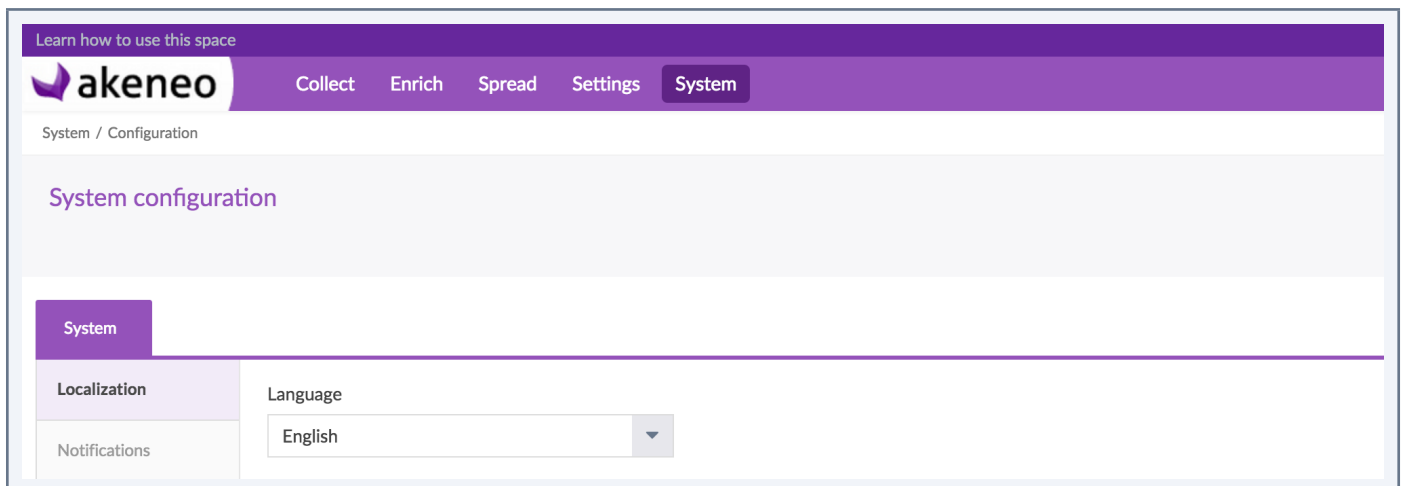 Learn how to use this space
akeneo Collect Enrich Spread Settings System
System / Configuration
System configuration
System
Localization
Language
English
Notifications